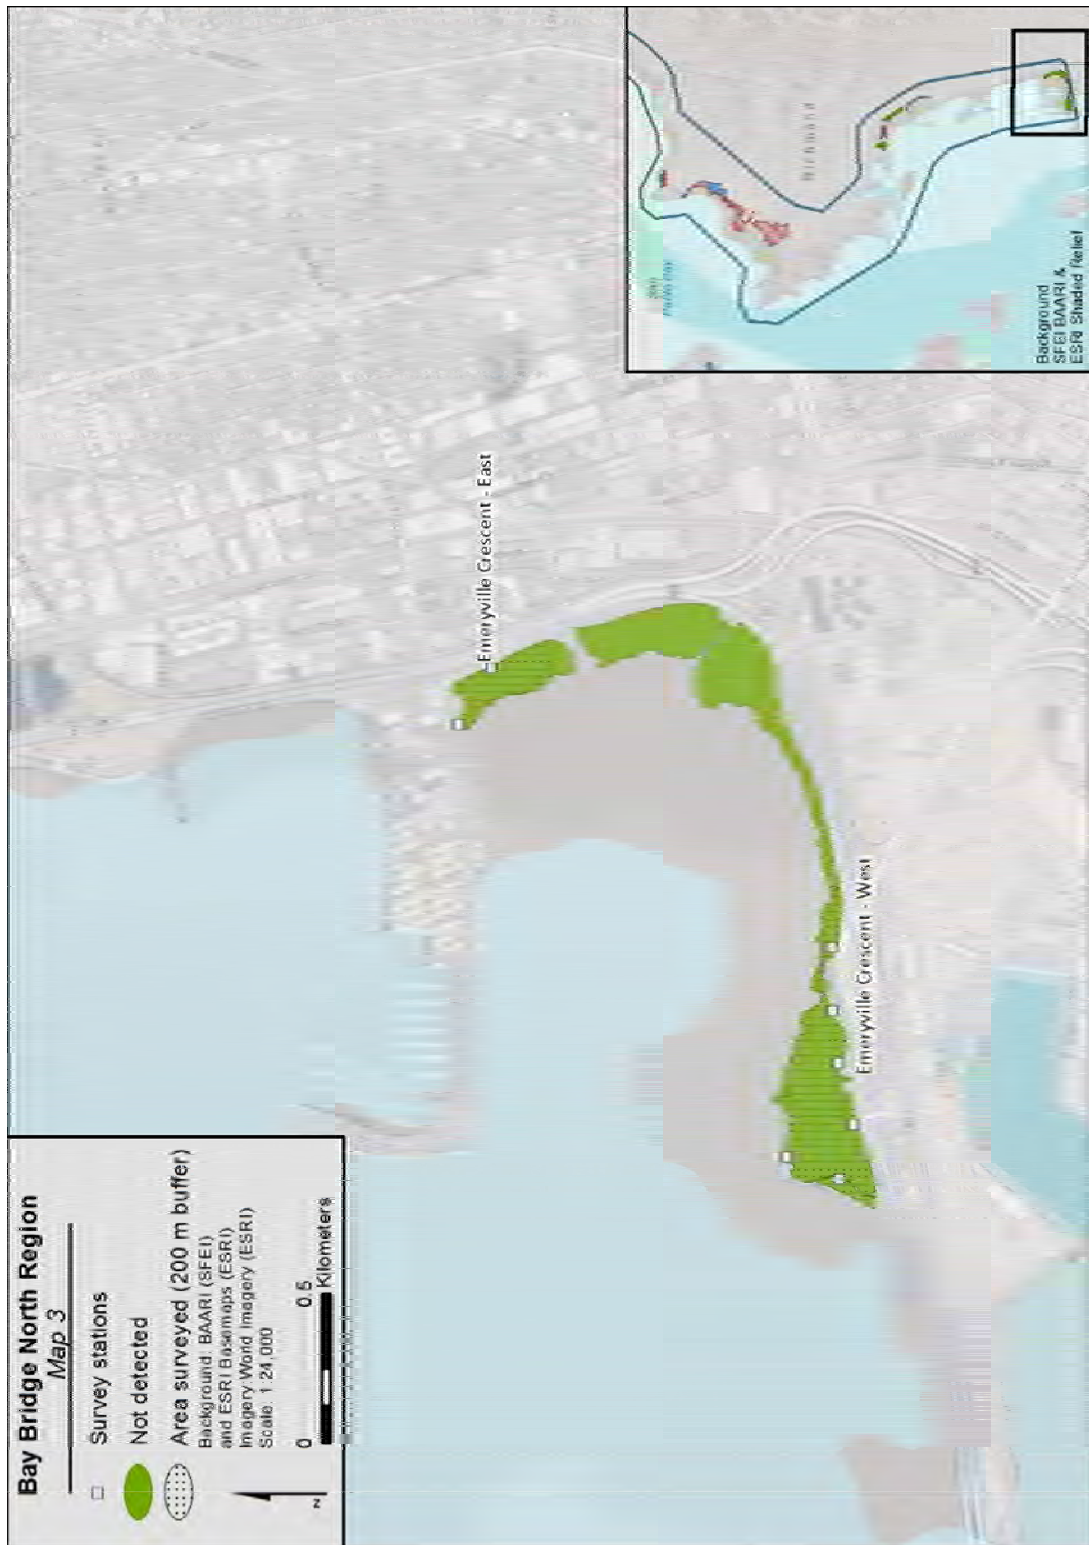 Bay Bridge North Region
Map 3
Survey stations
Not detected
Area surveyed (200 m buffer)
Background: BAARI (SFEI)
and ESRI Basemaps (ESRI)
Imagery World Imagery (ESRI)
Scale 1:24,000
0 0.5
Kilometers
N
Emeryville Crescent - East
Emeryville Crescent - West
Richmond
Background
SFEI BAARI &
ESRI Shaded Relief